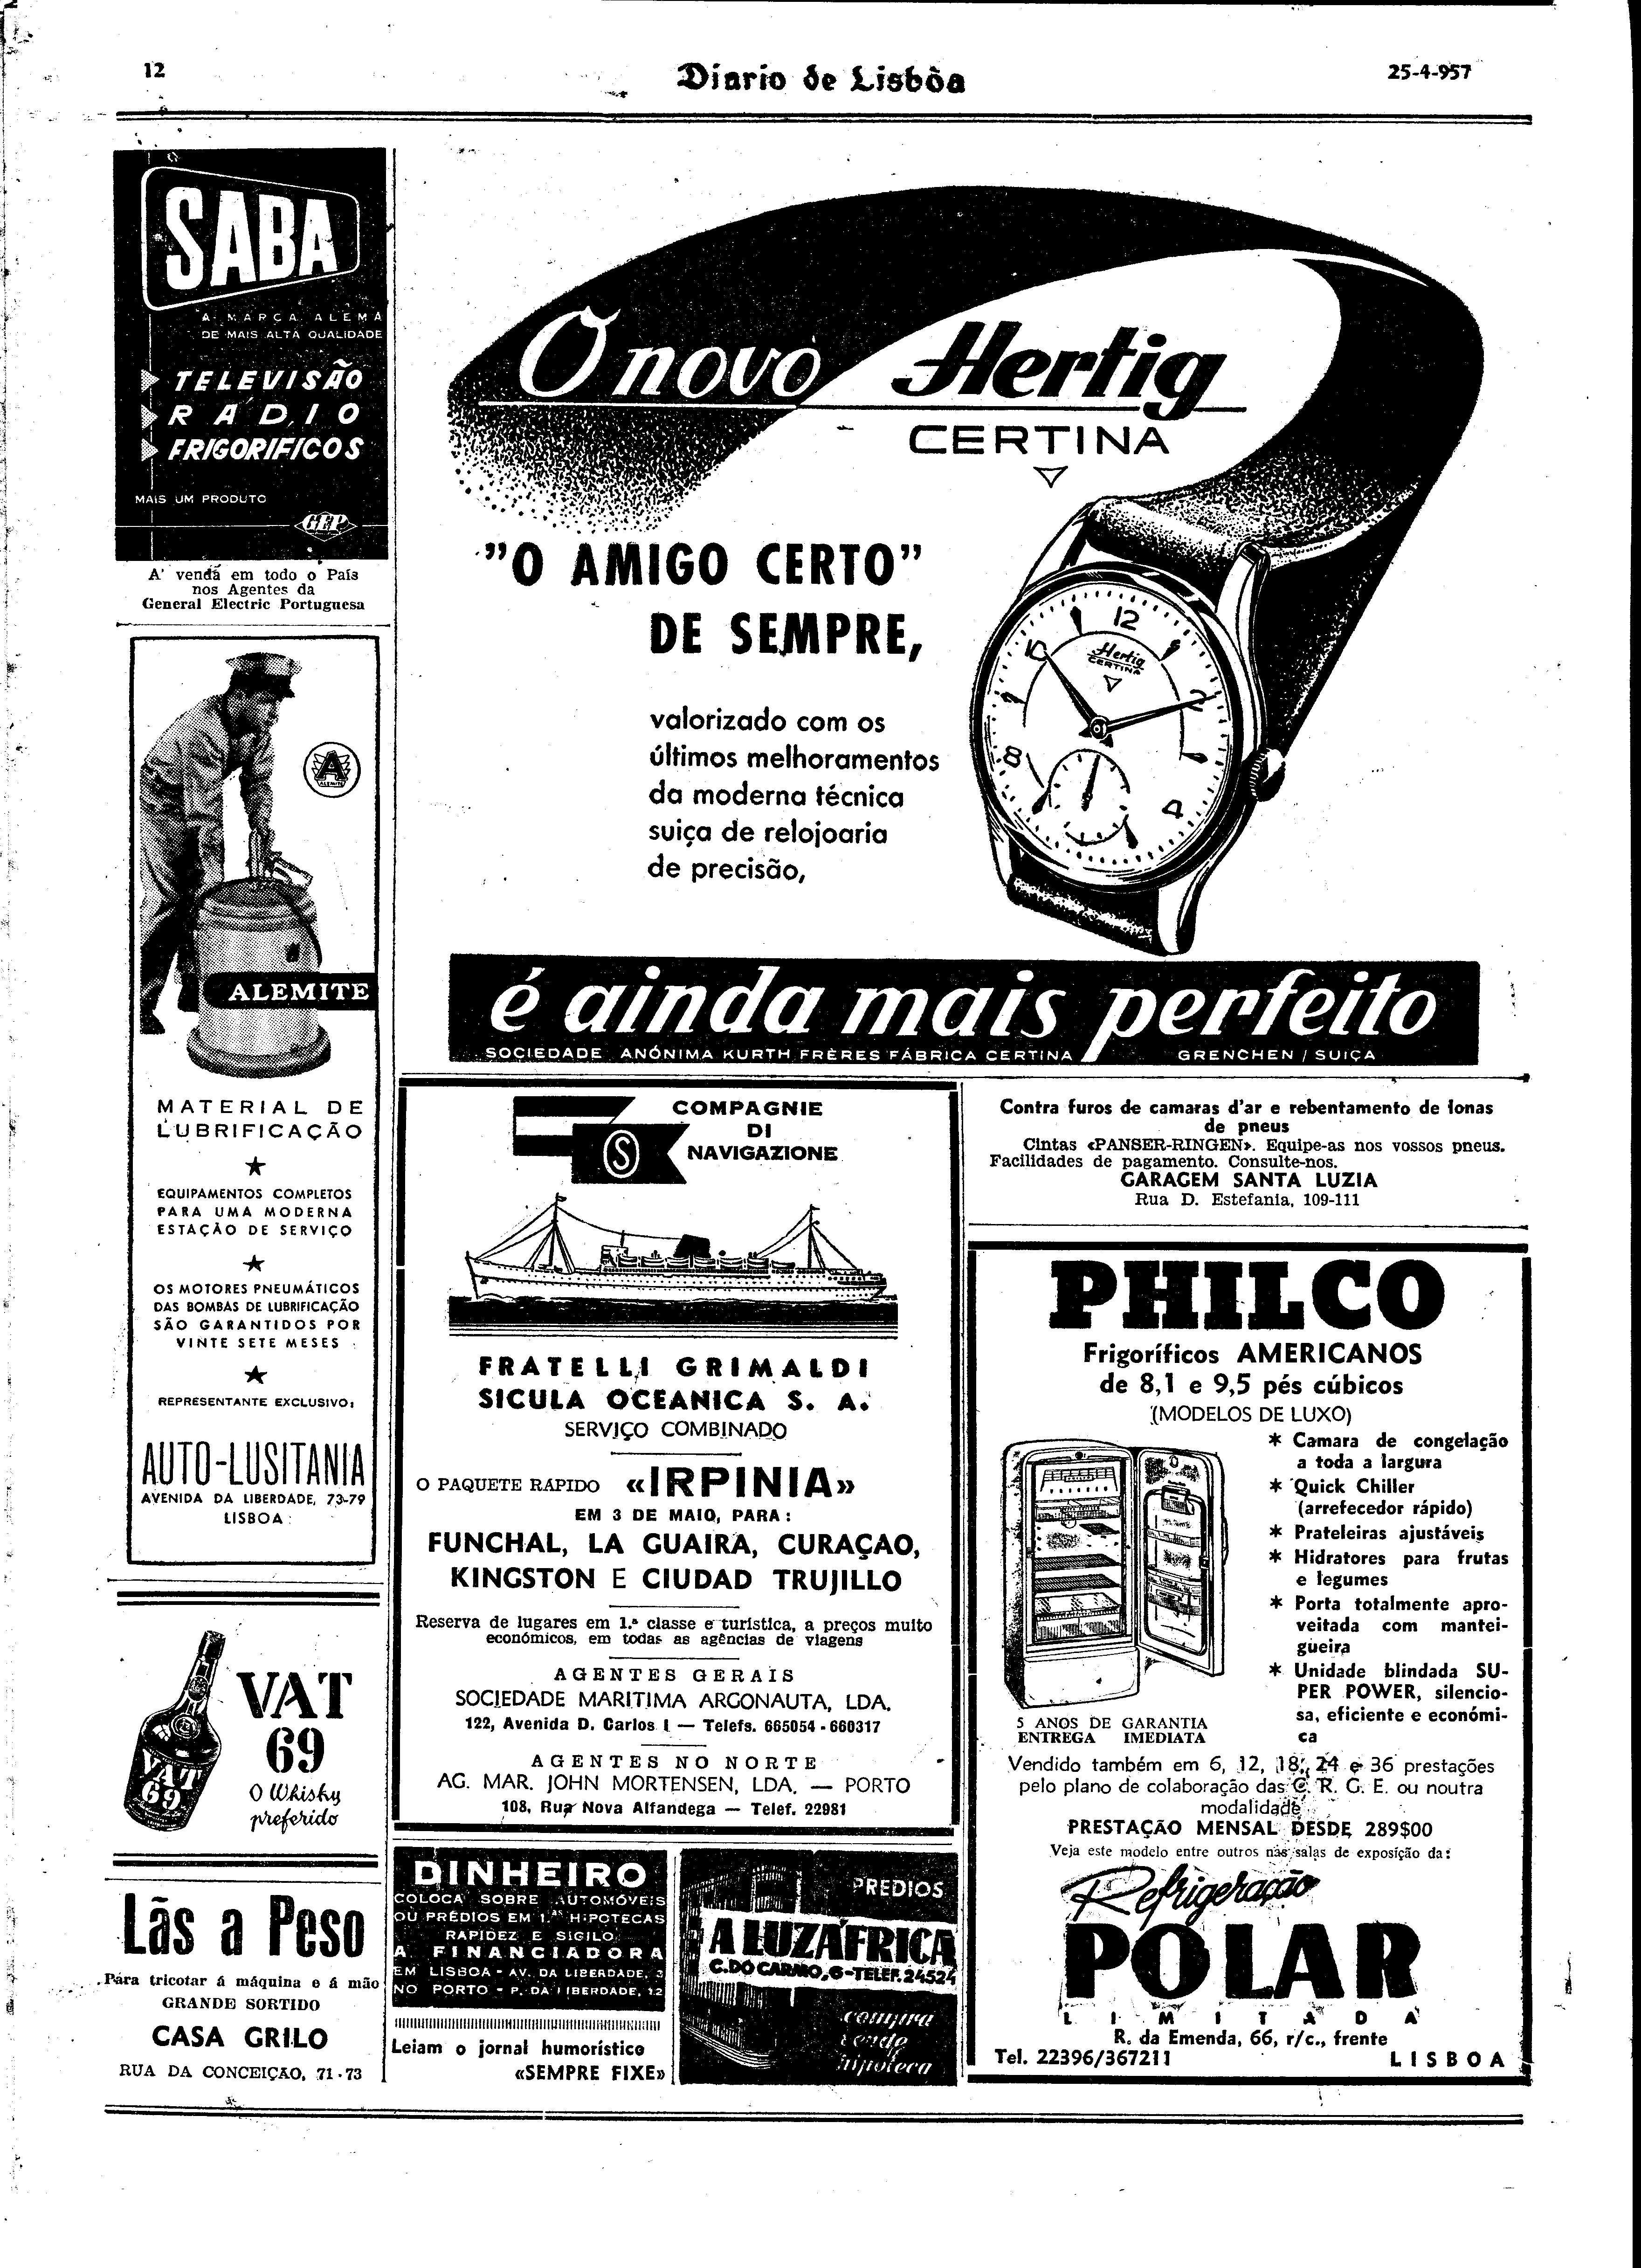 12
Diario de Lisbôa
25-4-957
SABA
A MARCA ALEMÃ
DE MAIS ALTA QUALIDADE
TELEVISÃO
RÁDIO
FRIGORIFICOS
MAIS UM PRODUTO
A' venda em todo o País
nos Agentes da
General Electric Portuguesa
A
ALEMITE
ALEMITE
MATERIAL DE
LUBRIFICAÇÃO
★
EQUIPAMENTOS COMPLETOS
PARA UMA MODERNA
ESTAÇÃO DE SERVIÇO
★
OS MOTORES PNEUMÁTICOS
DAS BOMBAS DE LUBRIFICAÇÃO
SÃO GARANTIDOS POR
VINTE SETE MESES
★
REPRESENTANTE EXCLUSIVO:
AUTO-LUSITANIA
AVENIDA DA LIBERDADE, 73-79
LISBOA
VAT
69
O Whisky
preferido
VAT
69
Lãs a Peso
Para tricotar á máquina e á mão
GRANDE SORTIDO
CASA GRILO
RUA DA CONCEIÇÃO, 71-73
O novo Hertig
CERTINA
"O AMIGO CERTO"
DE SEMPRE,
valorizado com os
últimos melhoramentos
da moderna técnica
suiça de relojoaria
de precisão,
12
10
2
8
4
Hertig
CERTINA
é ainda mais perfeito
SOCIEDADE ANÓNIMA KURTH FRÈRES FÁBRICA CERTINA GRENCHEN / SUIÇA
S
COMPAGNIE
DI
NAVIGAZIONE
FRATELLI GRIMALDI
SICULA OCEANICA S. A.
SERVIÇO COMBINADO
O PAQUETE RÁPIDO «IRPINIA»
EM 3 DE MAIO, PARA:
FUNCHAL, LA GUAIRA, CURAÇAO,
KINGSTON E CIUDAD TRUJILLO
Reserva de lugares em 1.ª classe e turística, a preços muito
económicos, em todas as agências de viagens
AGENTES GERAIS
SOCIEDADE MARITIMA ARGONAUTA, LDA.
122, Avenida D. Carlos I — Telefs. 665054 - 660317
AGENTES NO NORTE
AG. MAR. JOHN MORTENSEN, LDA. — PORTO
108, Rua Nova Alfandega — Telef. 22981
DINHEIRO
COLOCA SOBRE AUTOMÓVEIS
OU PRÉDIOS EM 1.ªˢ HIPOTECAS
RAPIDEZ E SIGILO
A FINANCIADORA
EM LISBOA - AV. DA LIBERDADE, 3
NO PORTO - P. DA LIBERDADE, 12
Leiam o jornal humorístico
«SEMPRE FIXE»
PREDIOS
A LUZÁFRICA
C. DO CARMO, 6-TELEF. 24524
compra
vende
hipoteca
Contra furos de camaras d'ar e rebentamento de lonas
de pneus
Cintas «PANSER-RINGEN». Equipe-as nos vossos pneus.
Facilidades de pagamento. Consulte-nos.
GARAGEM SANTA LUZIA
Rua D. Estefania, 109-111
PHILCO
Frigoríficos AMERICANOS
de 8,1 e 9,5 pés cúbicos
(MODELOS DE LUXO)
* Camara de congelação
a toda a largura
* Quick Chiller
(arrefecedor rápido)
* Prateleiras ajustáveis
* Hidratores para frutas
e legumes
* Porta totalmente apro-
veitada com mantei-
gueira
* Unidade blindada SU-
PER POWER, silencio-
sa, eficiente e económi-
ca
5 ANOS DE GARANTIA
ENTREGA IMEDIATA
Vendido também em 6, 12, 18, 24 e 36 prestações
pelo plano de colaboração das C. R. G. E. ou noutra
modalidade
PRESTAÇÃO MENSAL DESDE 289$00
Veja este modelo entre outros nas salas de exposição da:
Refrigeração
POLAR
LIMITADA
R. da Emenda, 66, r/c., frente
Tel. 22396/367211 LISBOA